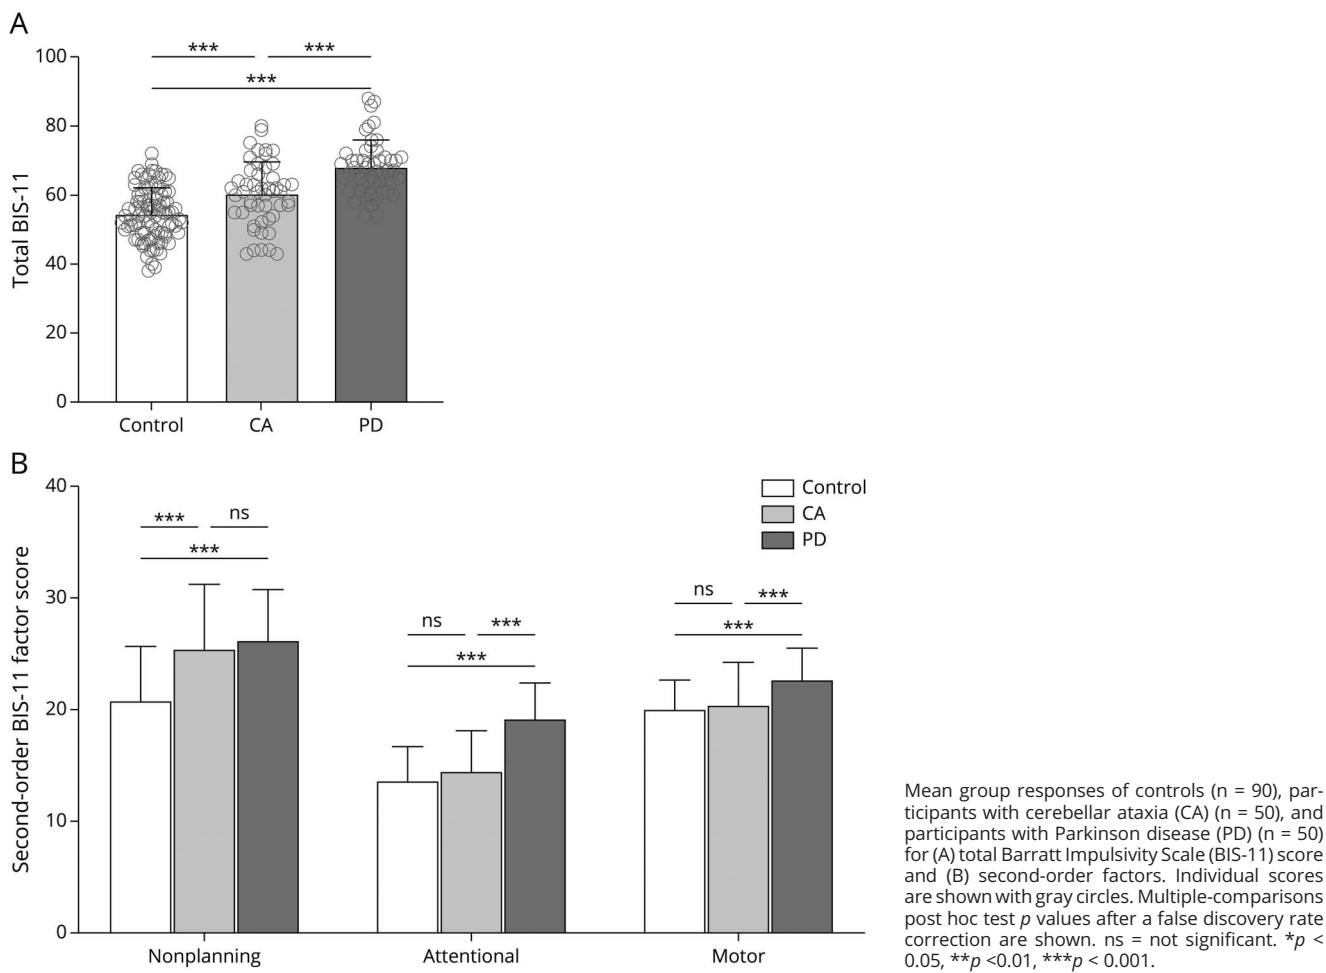 A
*** ***
***
100
80
60
40
20
0
Total BIS-11
Control CA PD
B
40
30
20
10
0
Second-order BIS-11 factor score
Control
CA
PD
*** ns
***
ns ***
***
ns ***
***
Nonplanning Attentional Motor
Mean group responses of controls (n = 90), par-
ticipants with cerebellar ataxia (CA) (n = 50), and
participants with Parkinson disease (PD) (n = 50)
for (A) total Barratt Impulsivity Scale (BIS-11) score
and (B) second-order factors. Individual scores
are shown with gray circles. Multiple-comparisons
post hoc test p values after a false discovery rate
correction are shown. ns = not significant. *p <
0.05, **p <0.01, ***p < 0.001.